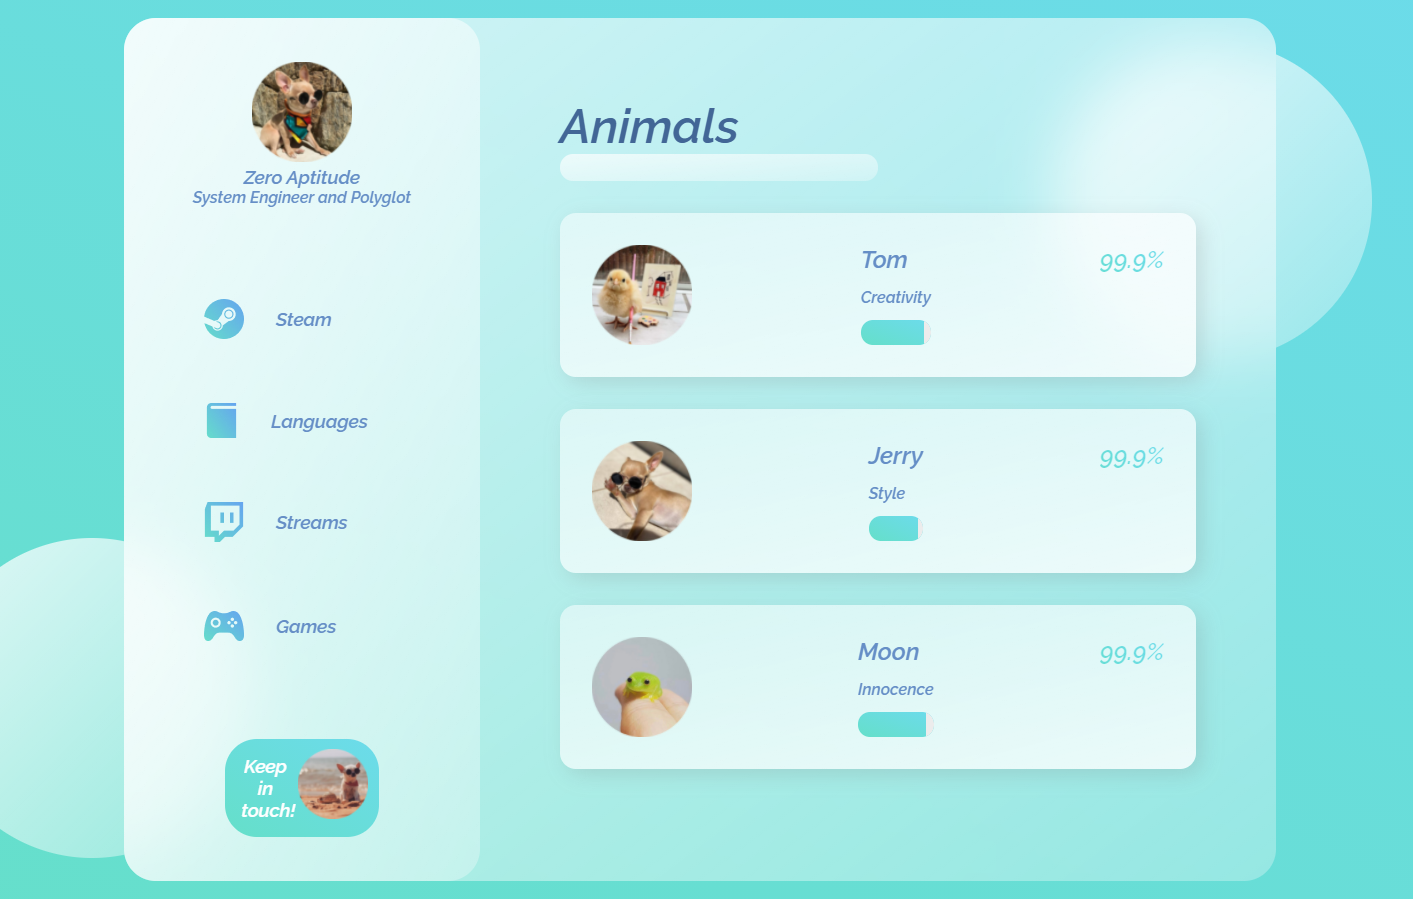 Zero Aptitude
System Engineer and Polyglot
Steam
Languages
Streams
Games
Keep
in
touch!
Animals
Tom
Creativity
99.9%
Jerry
Style
99.9%
Moon
Innocence
99.9%